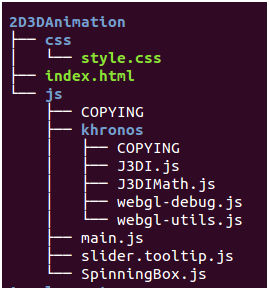 2D3DAnimation
├── css
│   └── style.css
├── index.html
└── js
    ├── COPYING
    ├── khronos
    │   ├── COPYING
    │   ├── J3DI.js
    │   ├── J3DIMath.js
    │   ├── webgl-debug.js
    │   └── webgl-utils.js
    ├── main.js
    ├── slider.tooltip.js
    └── SpinningBox.js